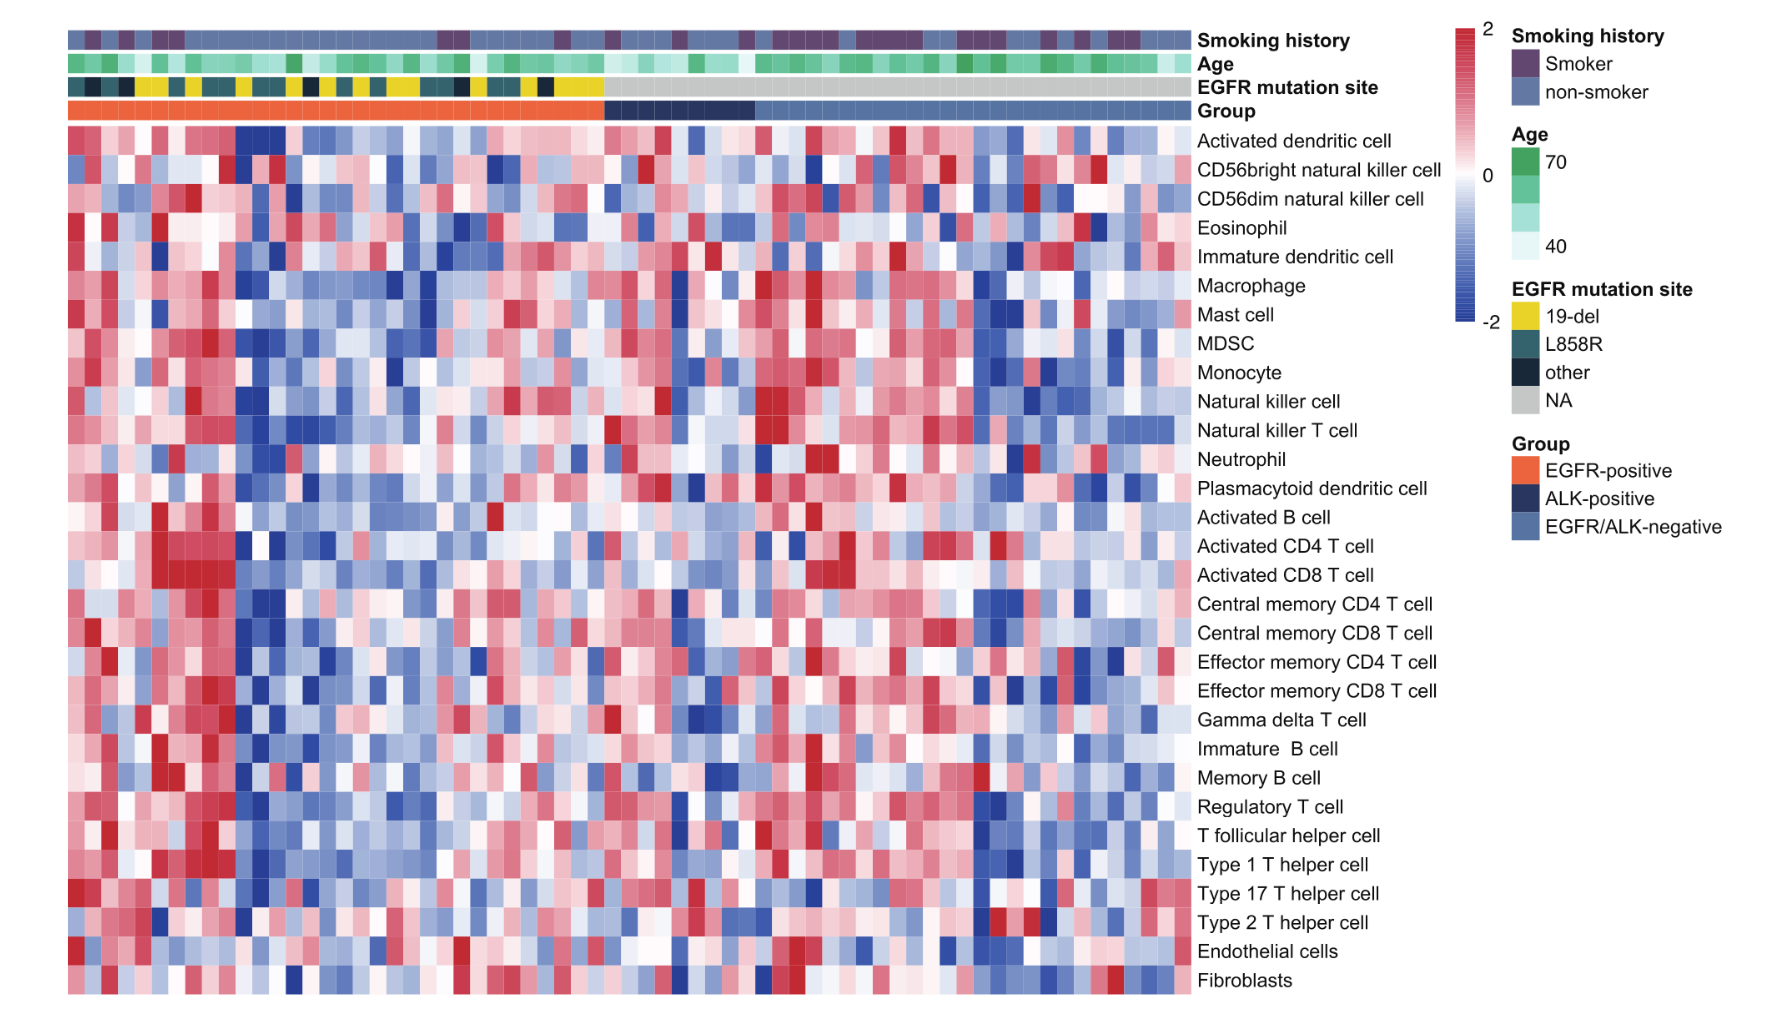 Smoking history
Age
EGFR mutation site
Group
Activated dendritic cell
CD56bright natural killer cell
CD56dim natural killer cell
Eosinophil
Immature dendritic cell
Macrophage
Mast cell
MDSC
Monocyte
Natural killer cell
Natural killer T cell
Neutrophil
Plasmacytoid dendritic cell
Activated B cell
Activated CD4 T cell
Activated CD8 T cell
Central memory CD4 T cell
Central memory CD8 T cell
Effector memory CD4 T cell
Effector memory CD8 T cell
Gamma delta T cell
Immature  B cell
Memory B cell
Regulatory T cell
T follicular helper cell
Type 1 T helper cell
Type 17 T helper cell
Type 2 T helper cell
Endothelial cells
Fibroblasts
2
0
-2
Smoking history
Smoker
non-smoker
Age
70
40
EGFR mutation site
19-del
L858R
other
NA
Group
EGFR-positive
ALK-positive
EGFR/ALK-negative